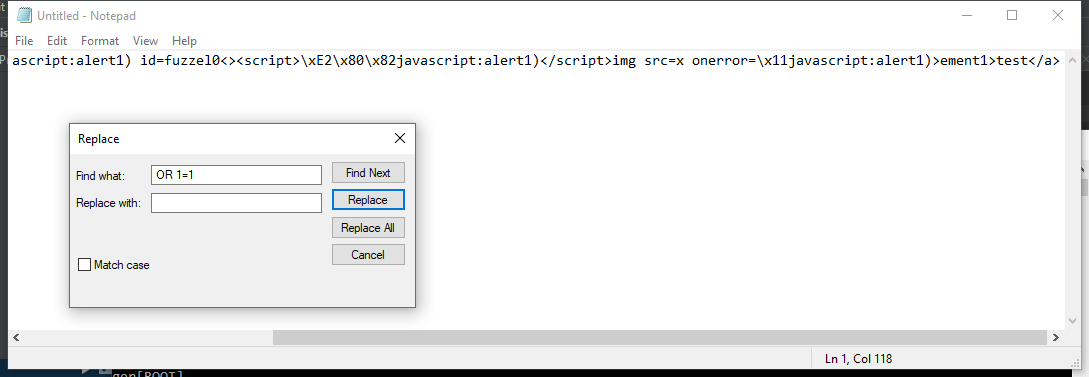 Untitled - Notepad
File Edit Format View Help
ascript:alert1) id=fuzzel0<><script>\xE2\x80\x82javascript:alert1)</script>img src=x onerror=\x11javascript:alert1)>ement1>test</a>
Replace
Find what: OR 1=1 Find Next
Replace with: Replace
Replace All
Cancel
Match case
Ln 1, Col 118